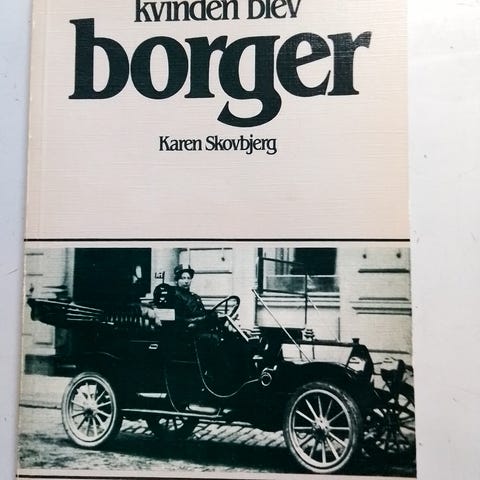 kvinden blev
borger
Karen Skovbjerg